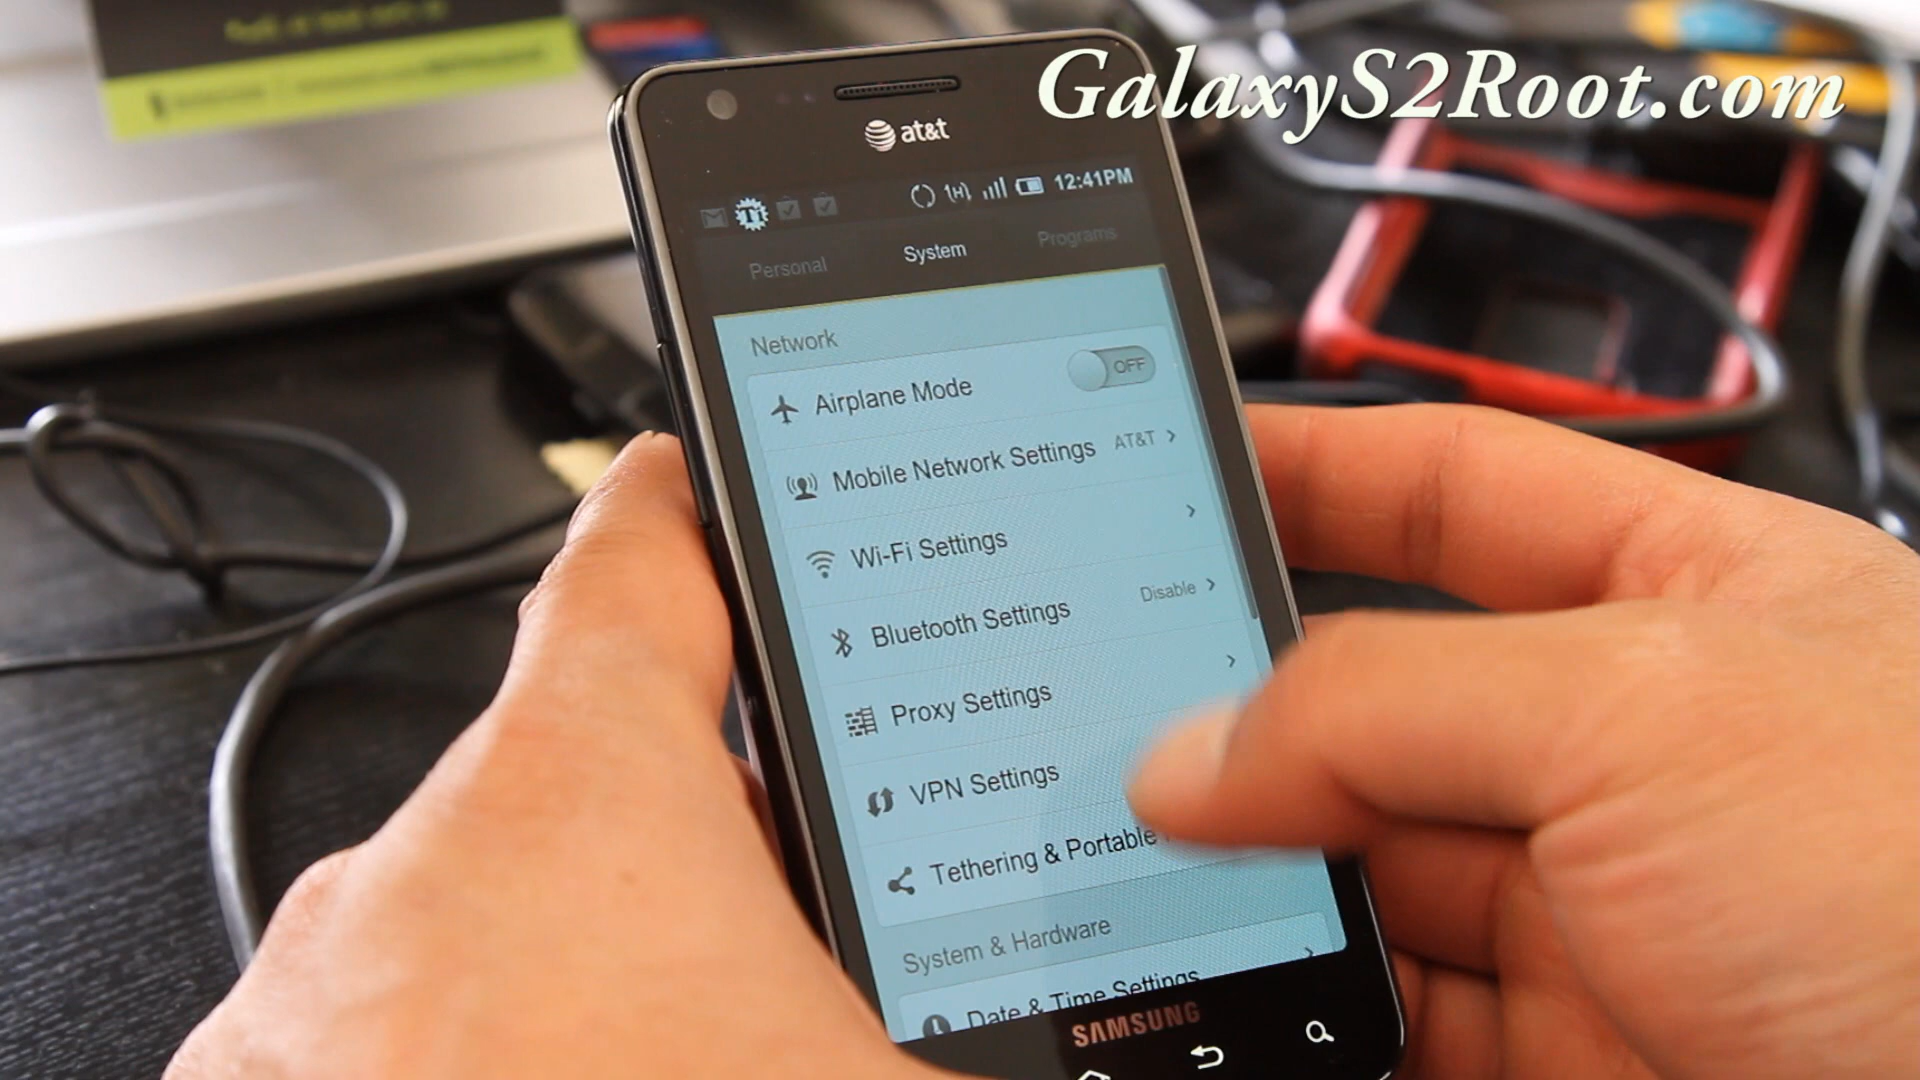 GalaxyS2Root.com
at&t
Ti
12:41PM
Personal
System
Programs
Network
Airplane Mode
OFF
Mobile Network Settings
AT&T
Wi-Fi Settings
Bluetooth Settings
Disable
Proxy Settings
VPN Settings
Tethering & Portable
System & Hardware
Date & Time Settings
SAMSUNG